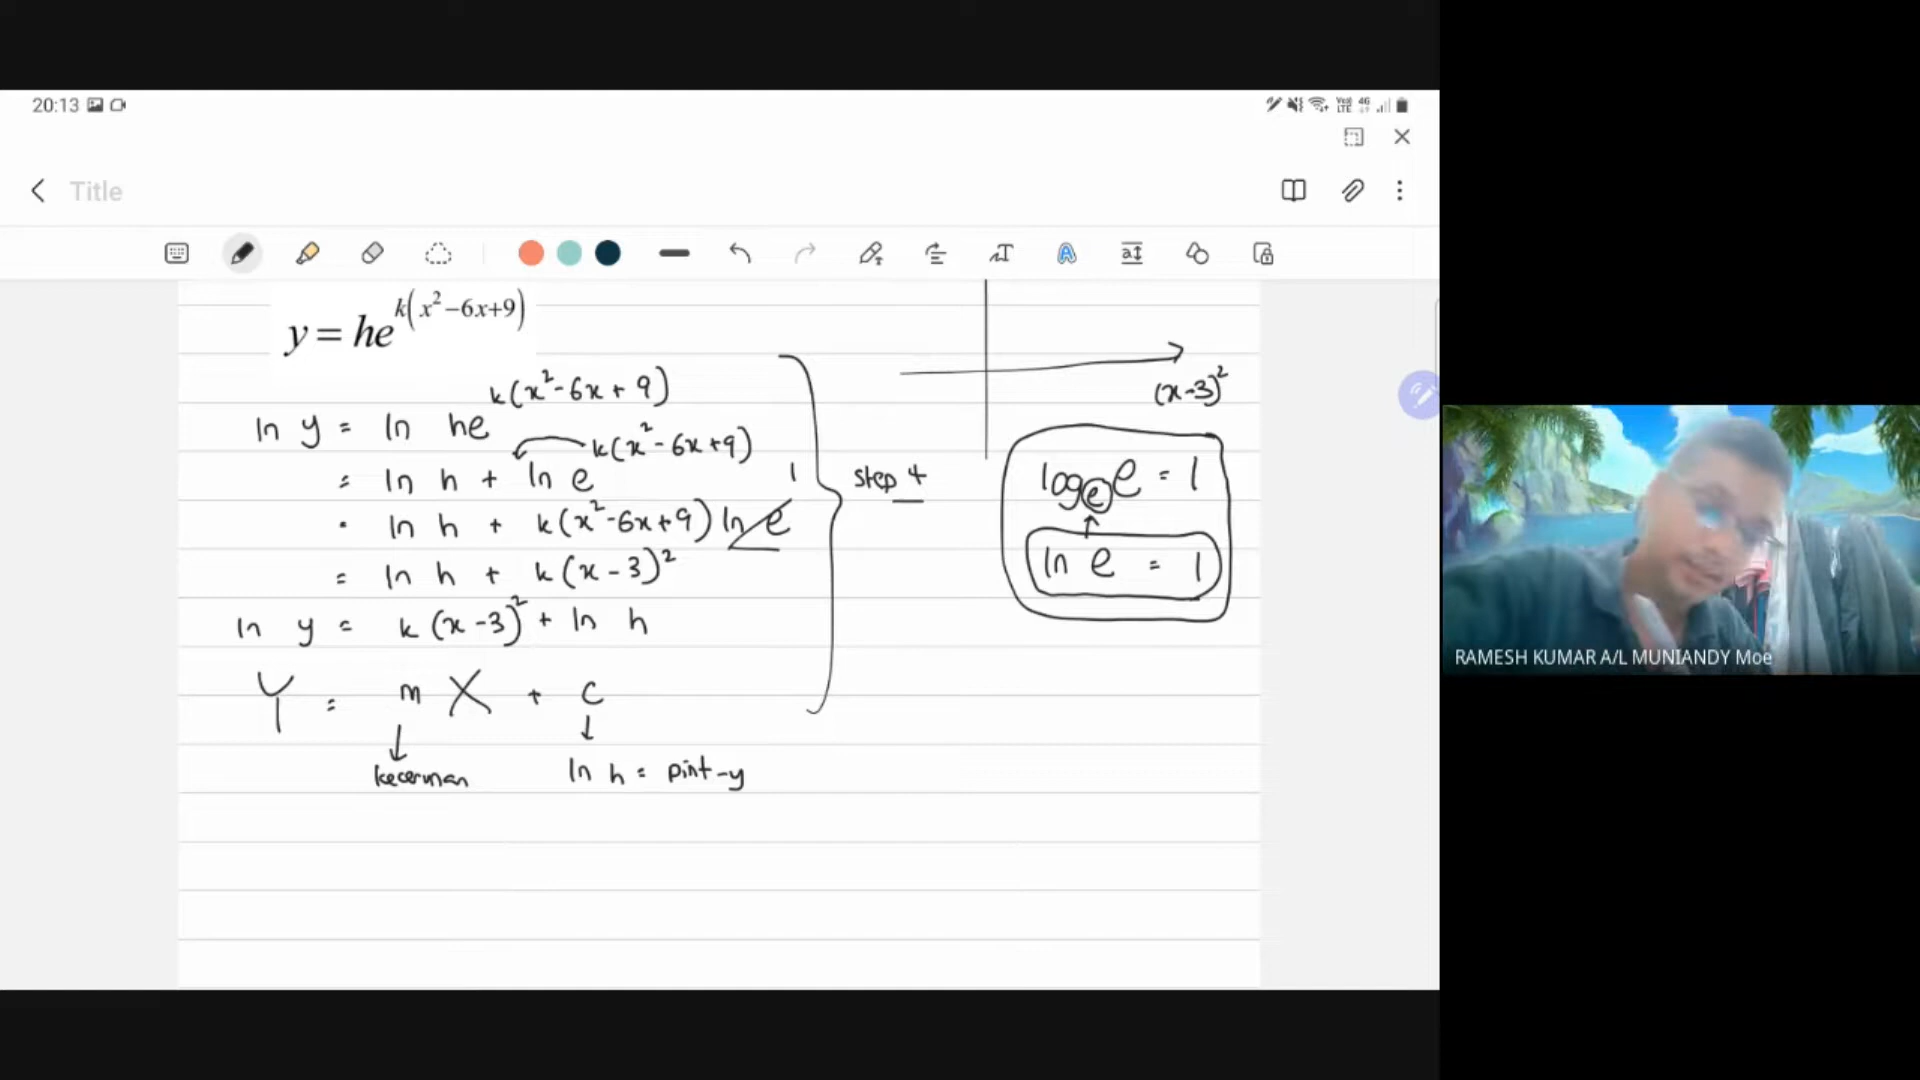 20:13
Title
y = he^{k(x²−6x+9)}
ln y = ln he^{k(x²-6x+9)}
= ln h + ln e^{k(x²-6x+9)}
= ln h + k(x²-6x+9) ln e 1
= ln h + k(x-3)²
ln y = k(x-3)² + ln h
Y = m X + c
kecerunan
ln h = pint-y
step 4
(x-3)²
log_e e = 1
ln e = 1
RAMESH KUMAR A/L MUNIANDY Moe